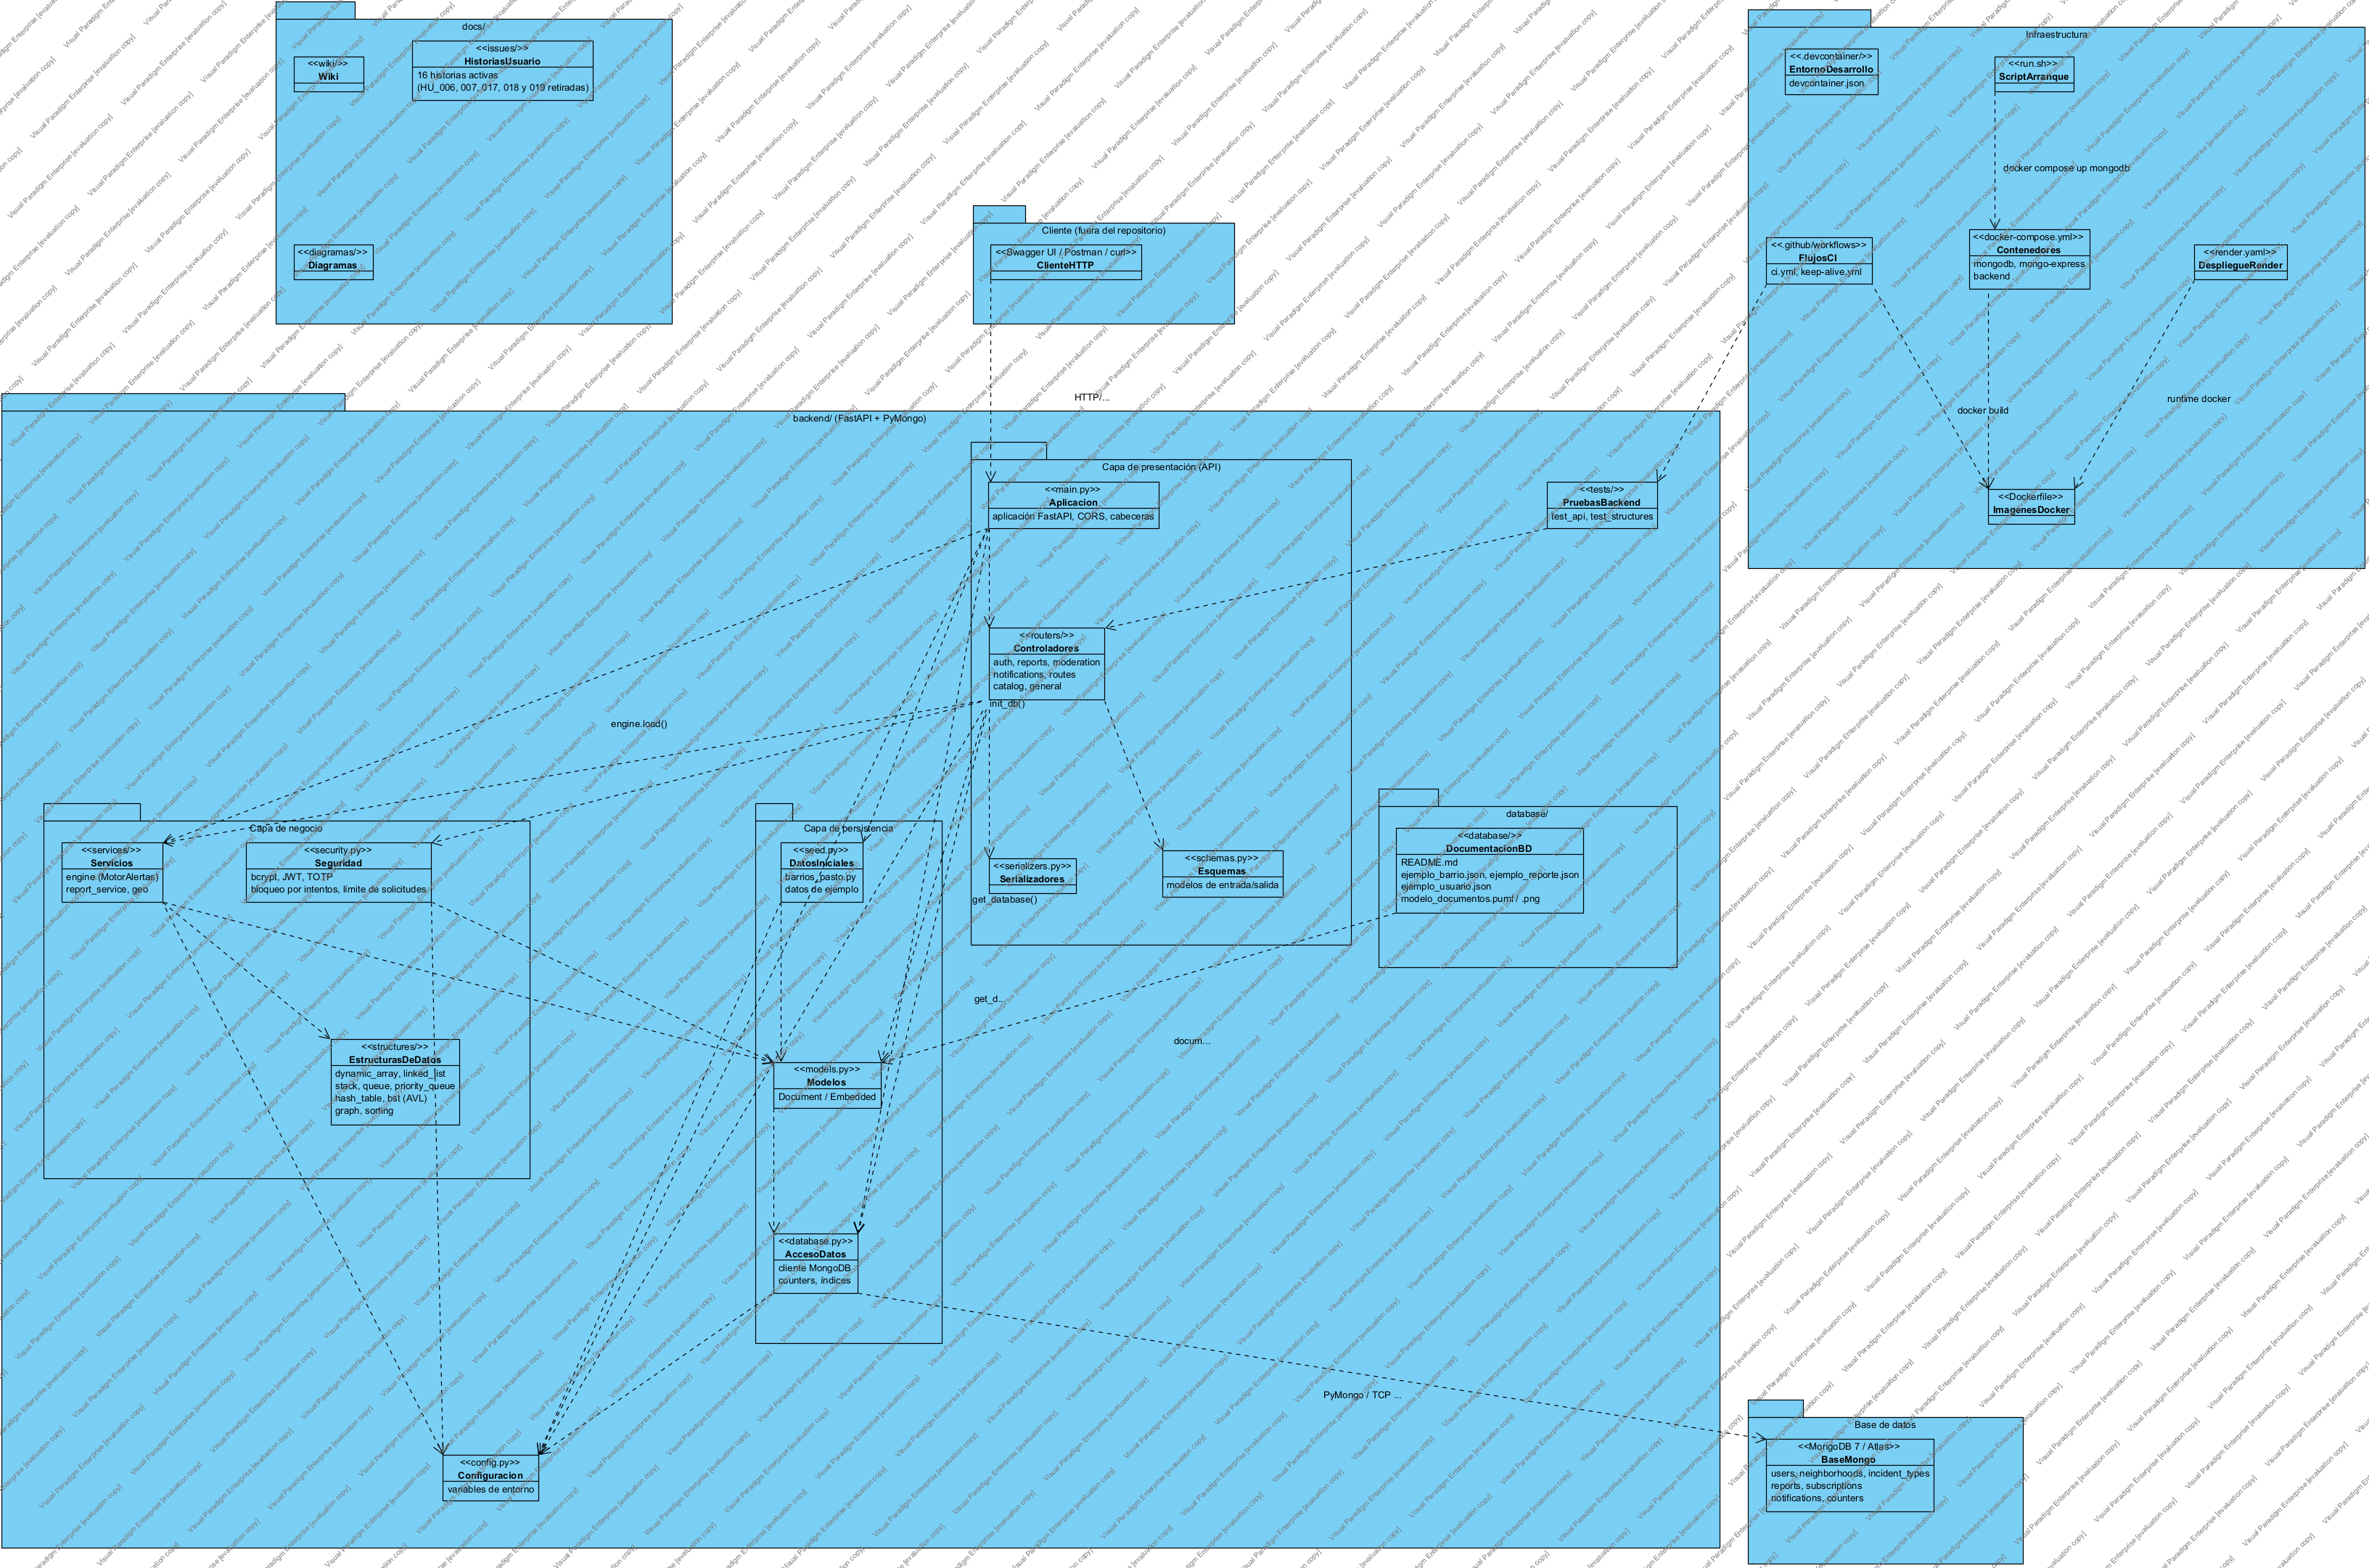 docs/
<<wiki/>>
Wiki
<<issues/>>
HistoriasUsuario
16 historias activas
(HU_006, 007, 017, 018 y 019 retiradas)
<<diagramas/>>
Diagramas
Cliente (fuera del repositorio)
<<Swagger UI / Postman / curl>>
ClienteHTTP
Infraestructura
<<.devcontainer/>>
EntornoDesarrollo
devcontainer.json
<<run.sh>>
ScriptArranque
docker compose up mongodb
<<.github/workflows>>
FlujosCI
ci.yml, keep-alive.yml
<<docker-compose.yml>>
Contenedores
mongodb, mongo-express
backend
<<render.yaml>>
DespliegueRender
docker build
runtime docker
<<Dockerfile>>
ImagenesDocker
HTTP/...
backend/ (FastAPI + PyMongo)
Capa de presentación (API)
<<main.py>>
Aplicacion
aplicación FastAPI, CORS, cabeceras
<<tests/>>
PruebasBackend
test_api, test_structures
<<routers/>>
Controladores
auth, reports, moderation
notifications, routes
catalog, general
init_db()
engine.load()
Capa de negocio
<<services/>>
Servicios
engine (MotorAlertas)
report_service, geo
<<security.py>>
Seguridad
bcrypt, JWT, TOTP
bloqueo por intentos, límite de solicitudes
<<structures/>>
EstructurasDeDatos
dynamic_array, linked_list
stack, queue, priority_queue
hash_table, bst (AVL)
graph, sorting
Capa de persistencia
<<seed.py>>
DatosIniciales
barrios_pasto.py
datos de ejemplo
<<serializers.py>>
Serializadores
get_database()
<<schemas.py>>
Esquemas
modelos de entrada/salida
database/
<<database/>>
DocumentacionBD
README.md
ejemplo_barrio.json, ejemplo_reporte.json
ejemplo_usuario.json
modelo_documentos.puml / .png
get_d...
docum...
<<models.py>>
Modelos
Document / Embedded
<<database.py>>
AccesoDatos
cliente MongoDB
counters, índices
PyMongo / TCP ...
<<config.py>>
Configuracion
variables de entorno
Base de datos
<<MongoDB 7 / Atlas>>
BaseMongo
users, neighborhoods, incident_types
reports, subscriptions
notifications, counters
Visual Paradigm Enterprise [evaluation copy]